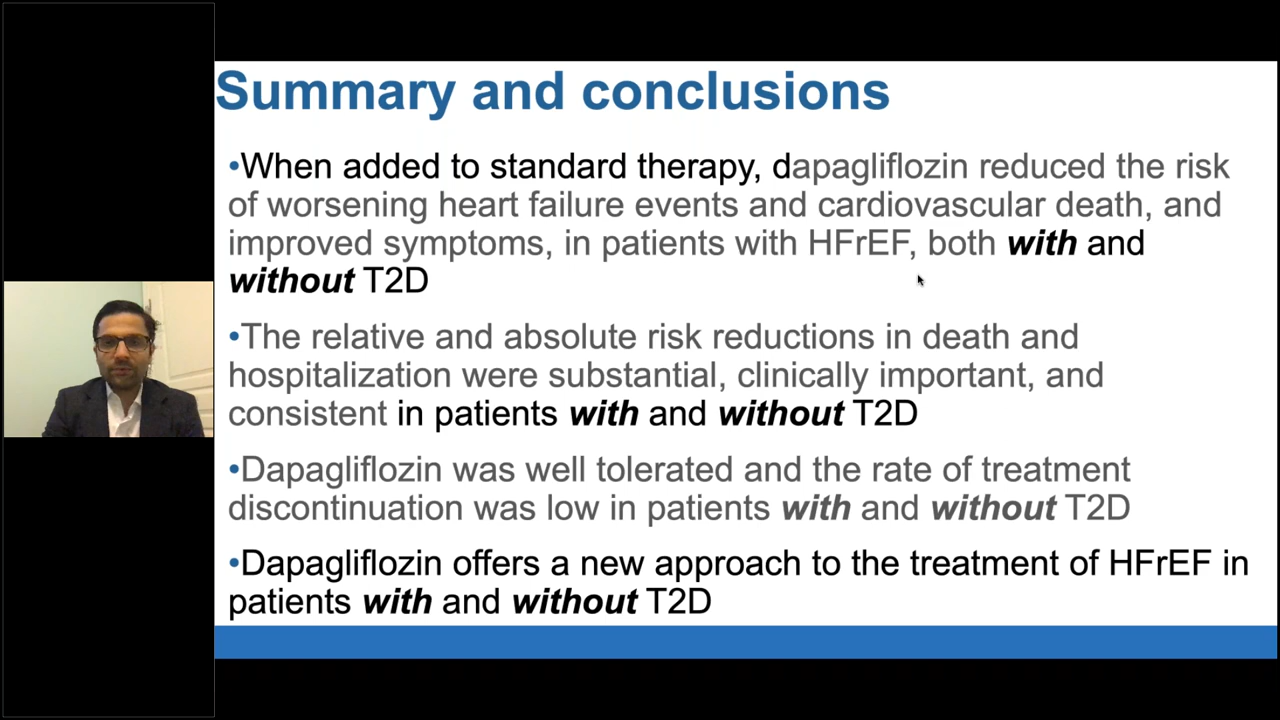 Summary and conclusions
•When added to standard therapy, dapagliflozin reduced the risk
of worsening heart failure events and cardiovascular death, and
improved symptoms, in patients with HFrEF, both with and
without T2D
•The relative and absolute risk reductions in death and
hospitalization were substantial, clinically important, and
consistent in patients with and without T2D
•Dapagliflozin was well tolerated and the rate of treatment
discontinuation was low in patients with and without T2D
•Dapagliflozin offers a new approach to the treatment of HFrEF in
patients with and without T2D